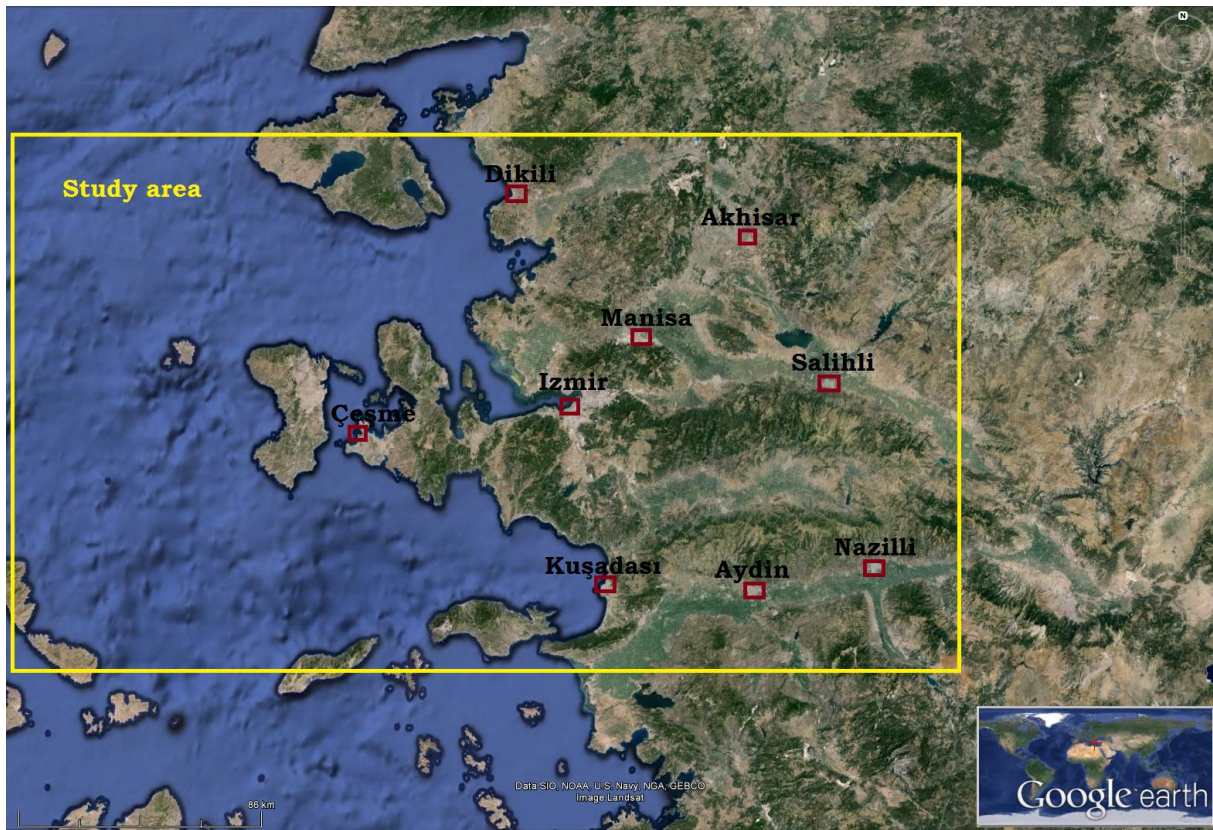 N
Study area
Dikili
Akhisar
Manisa
Salihli
Izmir
Çeşme
Nazilli
Kuşadası
Aydin
Data SIO, NOAA, U.S. Navy, NGA, GEBCO
Image Landsat
86 km
Google earth